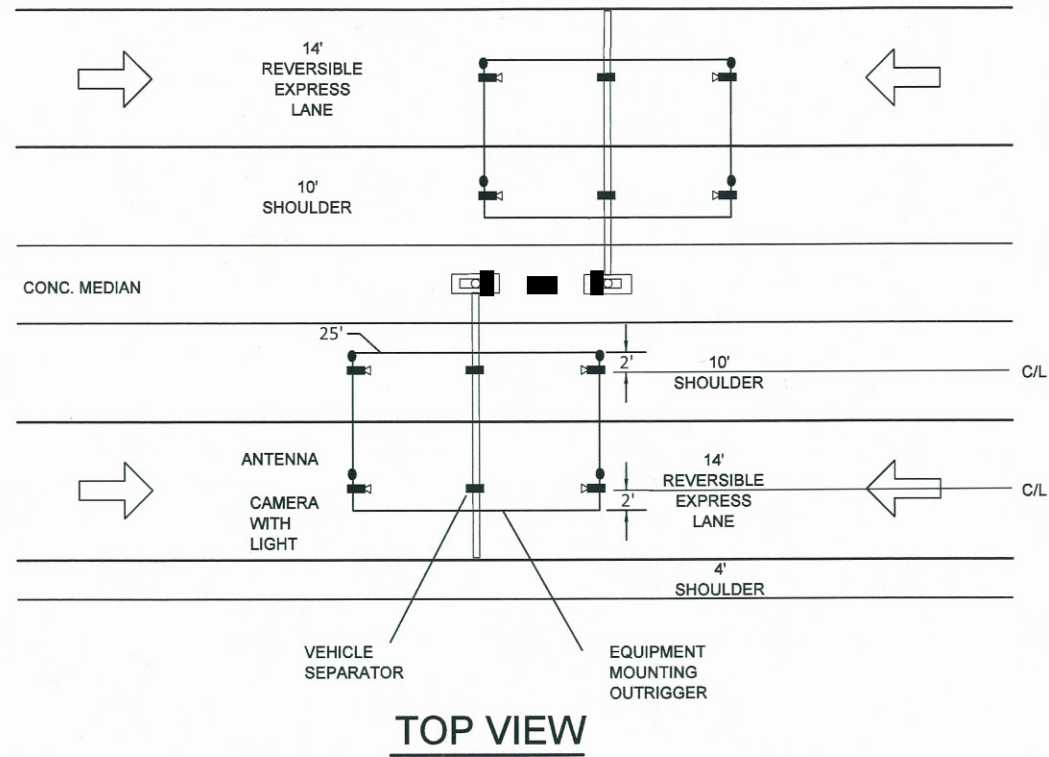 14'
REVERSIBLE
EXPRESS
LANE
10'
SHOULDER
CONC. MEDIAN
25'
2'
10'
SHOULDER
C/L
ANTENNA
CAMERA
WITH
LIGHT
14'
REVERSIBLE
EXPRESS
LANE
2'
C/L
4'
SHOULDER
VEHICLE
SEPARATOR
EQUIPMENT
MOUNTING
OUTRIGGER
TOP VIEW